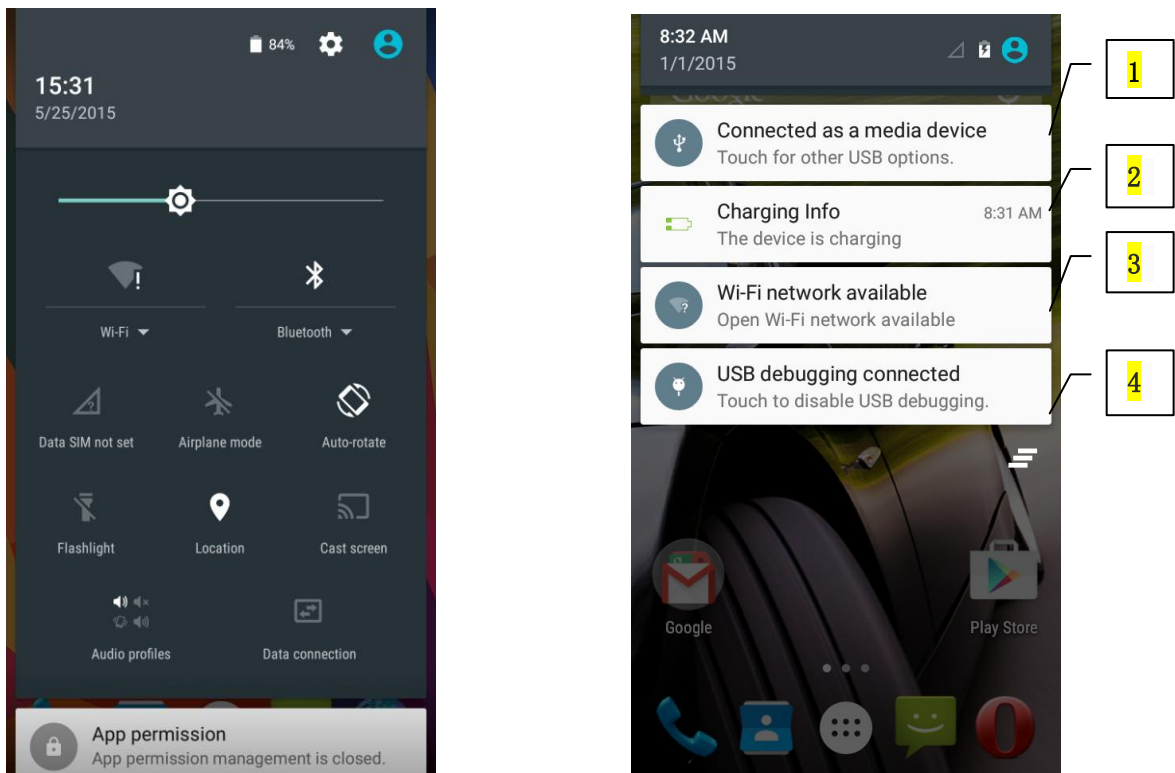 84%
15:31
5/25/2015
Wi-Fi
Bluetooth
Data SIM not set
Airplane mode
Auto-rotate
Flashlight
Location
Cast screen
Audio profiles
Data connection
App permission
App permission management is closed.
8:32 AM
1/1/2015
Google
Connected as a media device
Touch for other USB options.
Charging Info
8:31 AM
The device is charging
Wi-Fi network available
Open Wi-Fi network available
USB debugging connected
Touch to disable USB debugging.
Google
Play Store
1
2
3
4